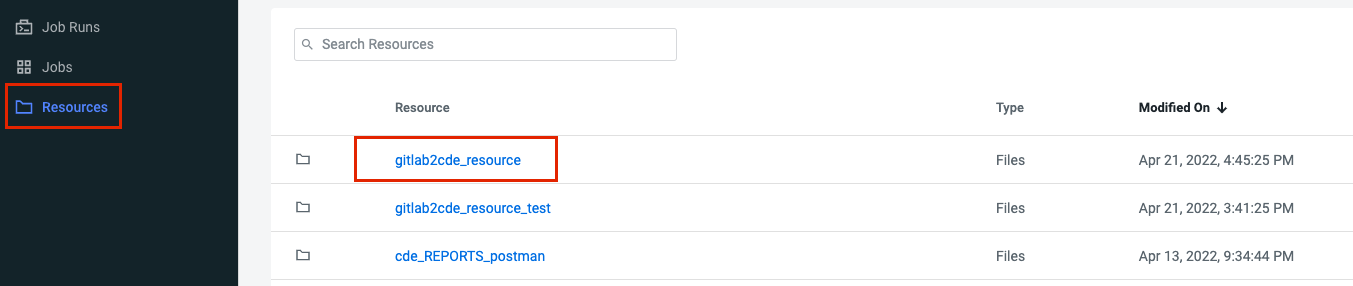 Job Runs
Jobs
Resources
Search Resources
Resource Type Modified On
gitlab2cde_resource Files Apr 21, 2022, 4:45:25 PM
gitlab2cde_resource_test Files Apr 21, 2022, 3:41:25 PM
cde_REPORTS_postman Files Apr 13, 2022, 9:34:44 PM